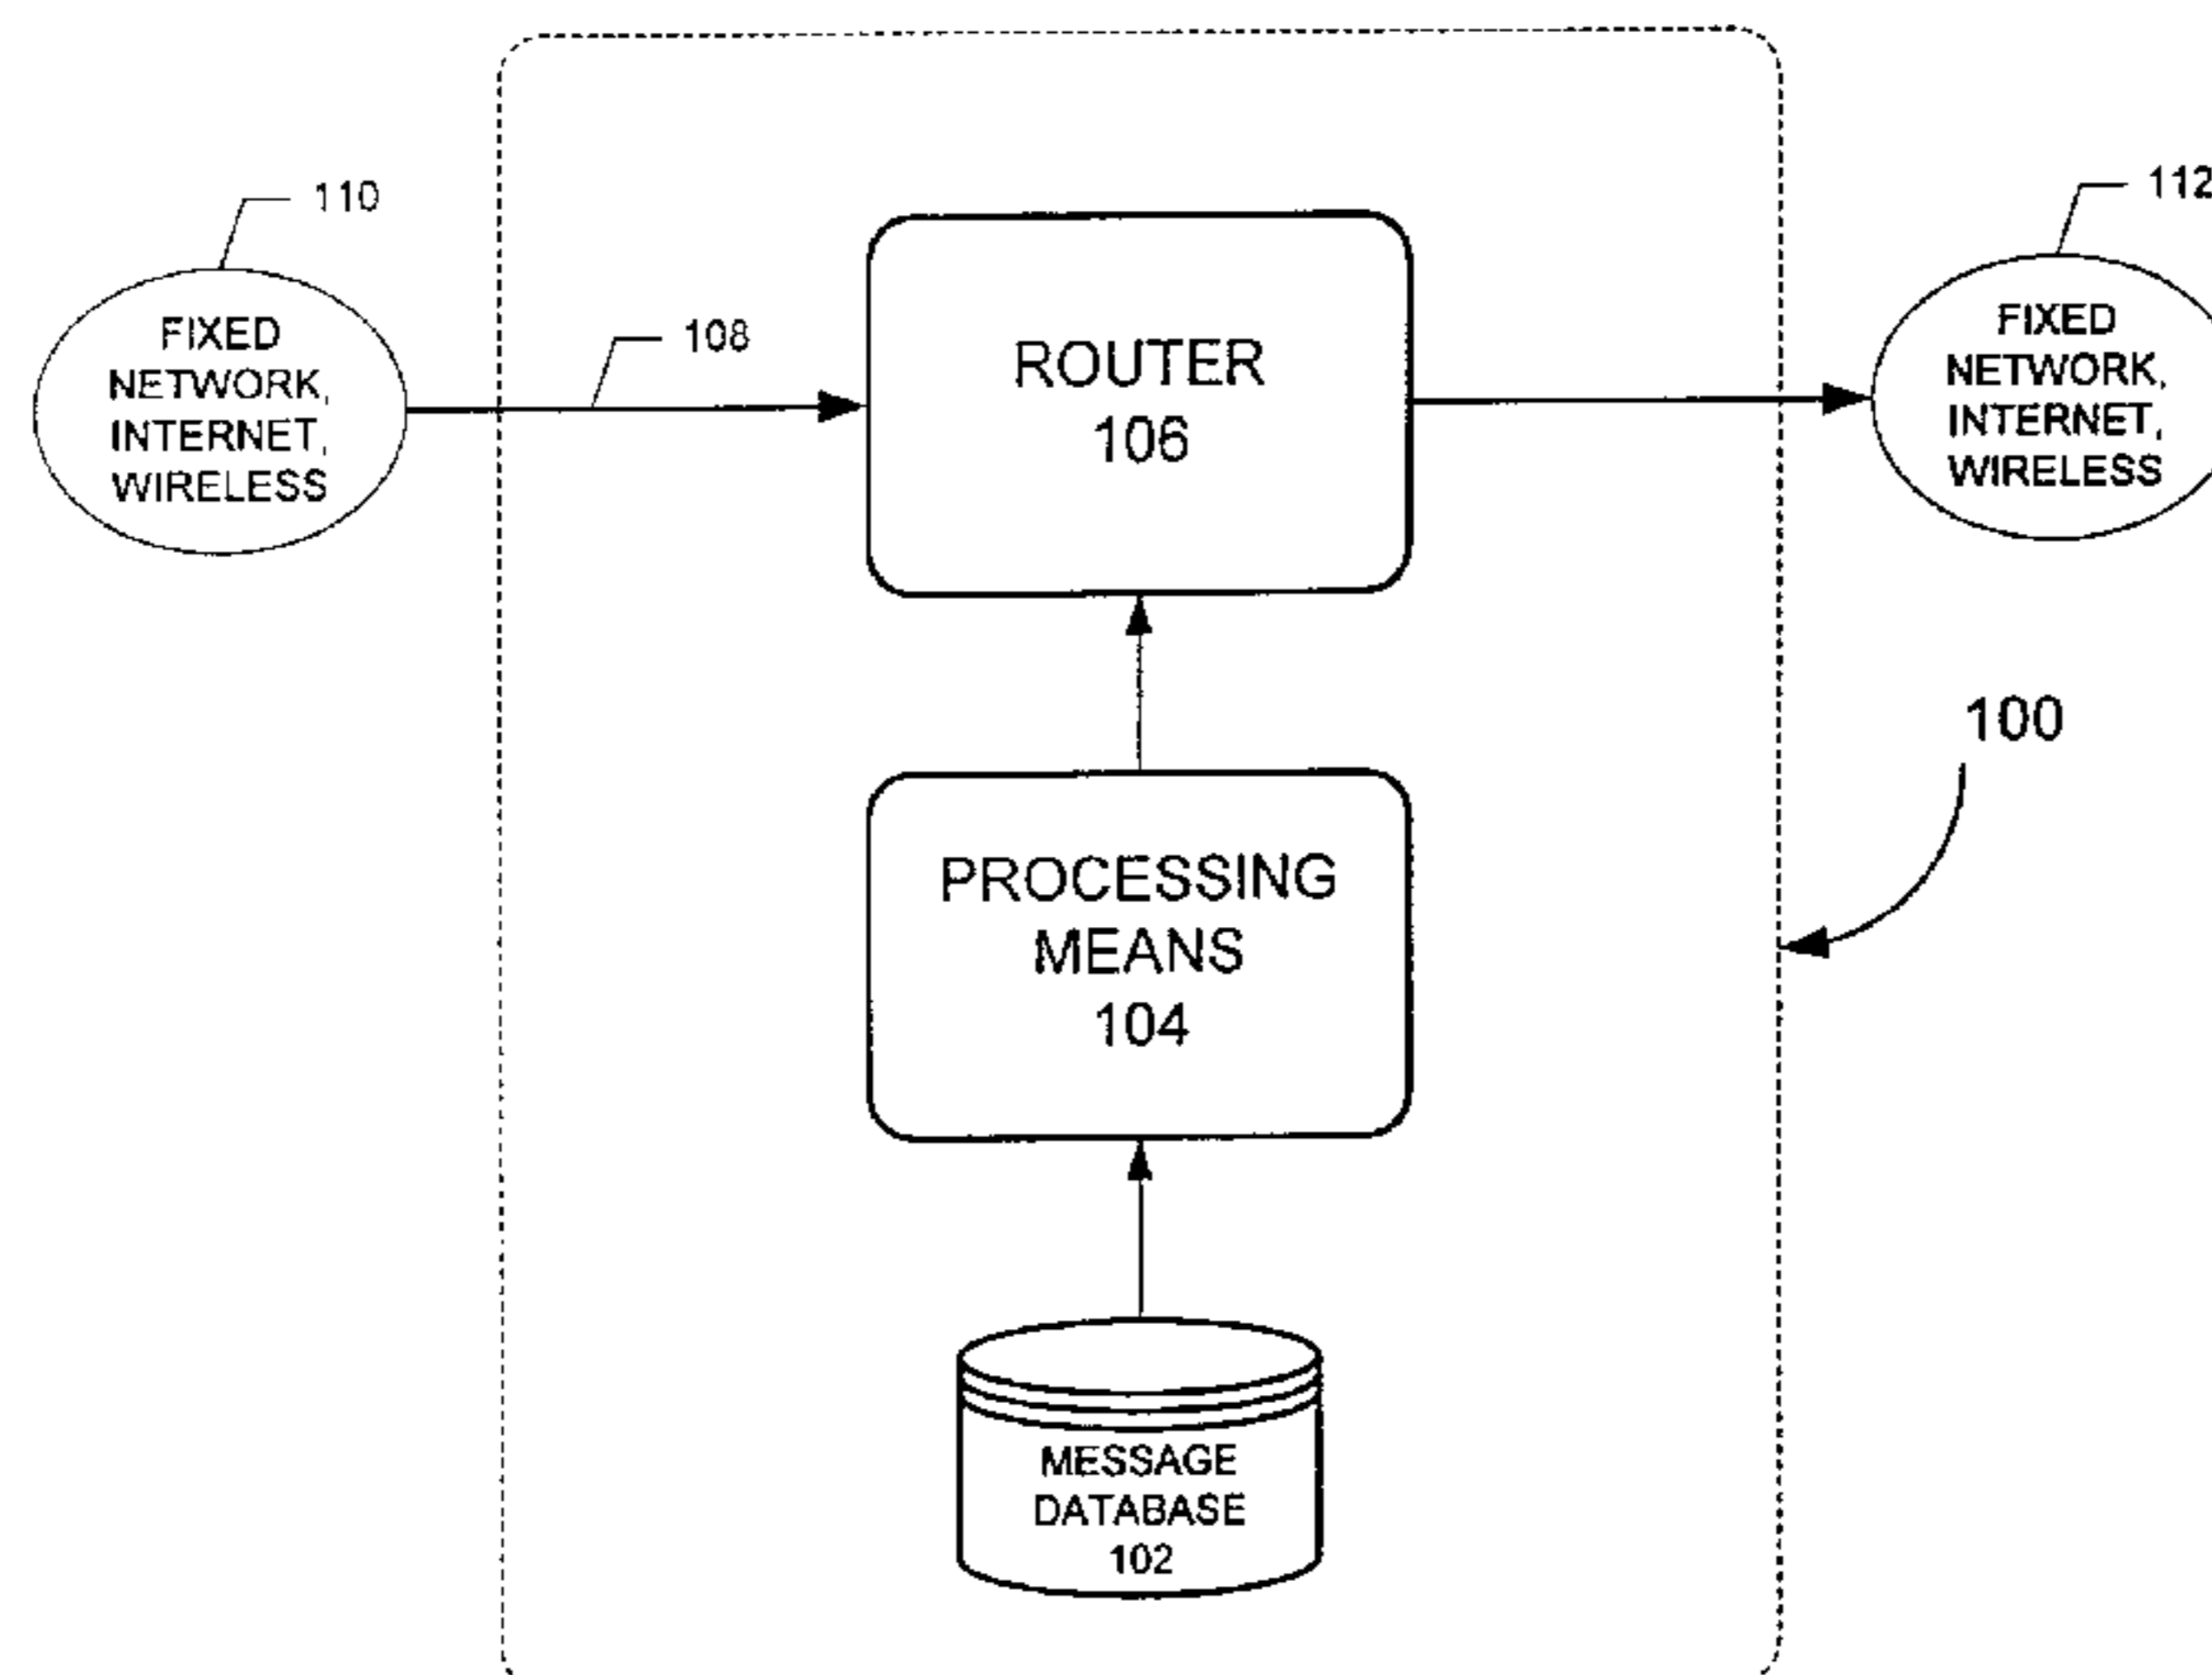 110
FIXED
NETWORK,
INTERNET,
WIRELESS
108
ROUTER
106
112
FIXED
NETWORK,
INTERNET,
WIRELESS
100
PROCESSING
MEANS
104
MESSAGE
DATABASE
102